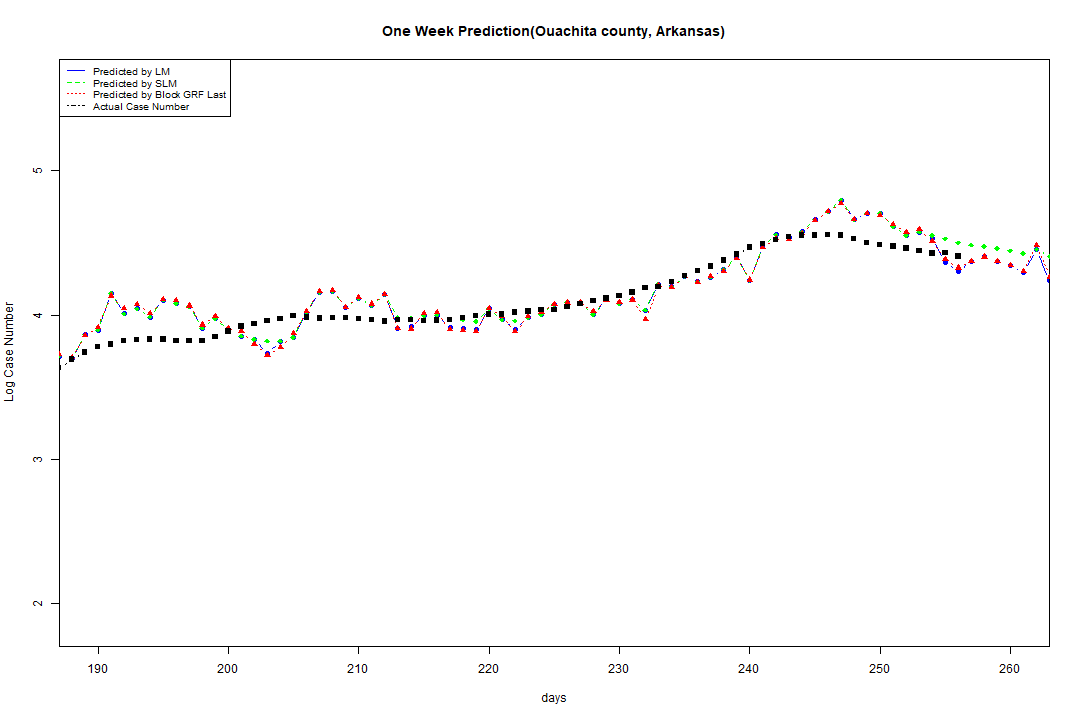 One Week Prediction(Ouachita county, Arkansas)
Predicted by LM
Predicted by SLM
Predicted by Block GRF Last
Actual Case Number
5
4
3
2
Log Case Number
190 200 210 220 230 240 250 260
days